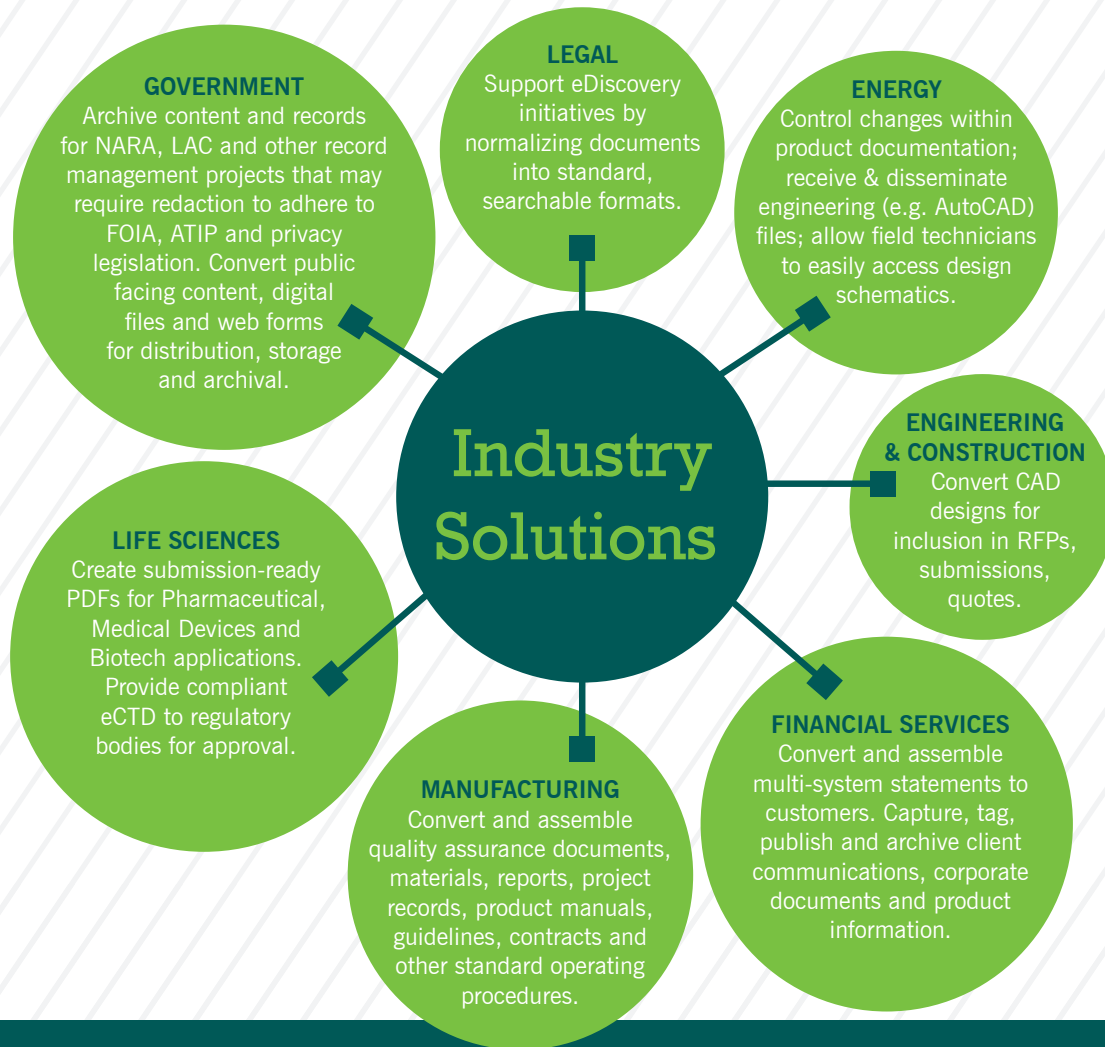 GOVERNMENT
Archive content and records
for NARA, LAC and other record
management projects that may
require redaction to adhere to
FOIA, ATIP and privacy
legislation. Convert public
facing content, digital
files and web forms
for distribution, storage
and archival.
LEGAL
Support eDiscovery
initiatives by
normalizing documents
into standard,
searchable formats.
ENERGY
Control changes within
product documentation;
receive & disseminate
engineering (e.g. AutoCAD)
files; allow field technicians
to easily access design
schematics.
Industry
Solutions
ENGINEERING
& CONSTRUCTION
Convert CAD
designs for
inclusion in RFPs,
submissions,
quotes.
LIFE SCIENCES
Create submission-ready
PDFs for Pharmaceutical,
Medical Devices and
Biotech applications.
Provide compliant
eCTD to regulatory
bodies for approval.
MANUFACTURING
Convert and assemble
quality assurance documents,
materials, reports, project
records, product manuals,
guidelines, contracts and
other standard operating
procedures.
FINANCIAL SERVICES
Convert and assemble
multi-system statements to
customers. Capture, tag,
publish and archive client
communications, corporate
documents and product
information.